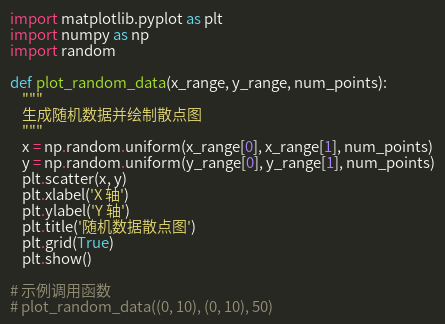 import matplotlib.pyplot as plt
import numpy as np
import random

def plot_random_data(x_range, y_range, num_points):
    """
    生成随机数据并绘制散点图
    """
    x = np.random.uniform(x_range[0], x_range[1], num_points)
    y = np.random.uniform(y_range[0], y_range[1], num_points)
    plt.scatter(x, y)
    plt.xlabel('X 轴')
    plt.ylabel('Y 轴')
    plt.title('随机数据散点图')
    plt.grid(True)
    plt.show()

# 示例调用函数
# plot_random_data((0, 10), (0, 10), 50)